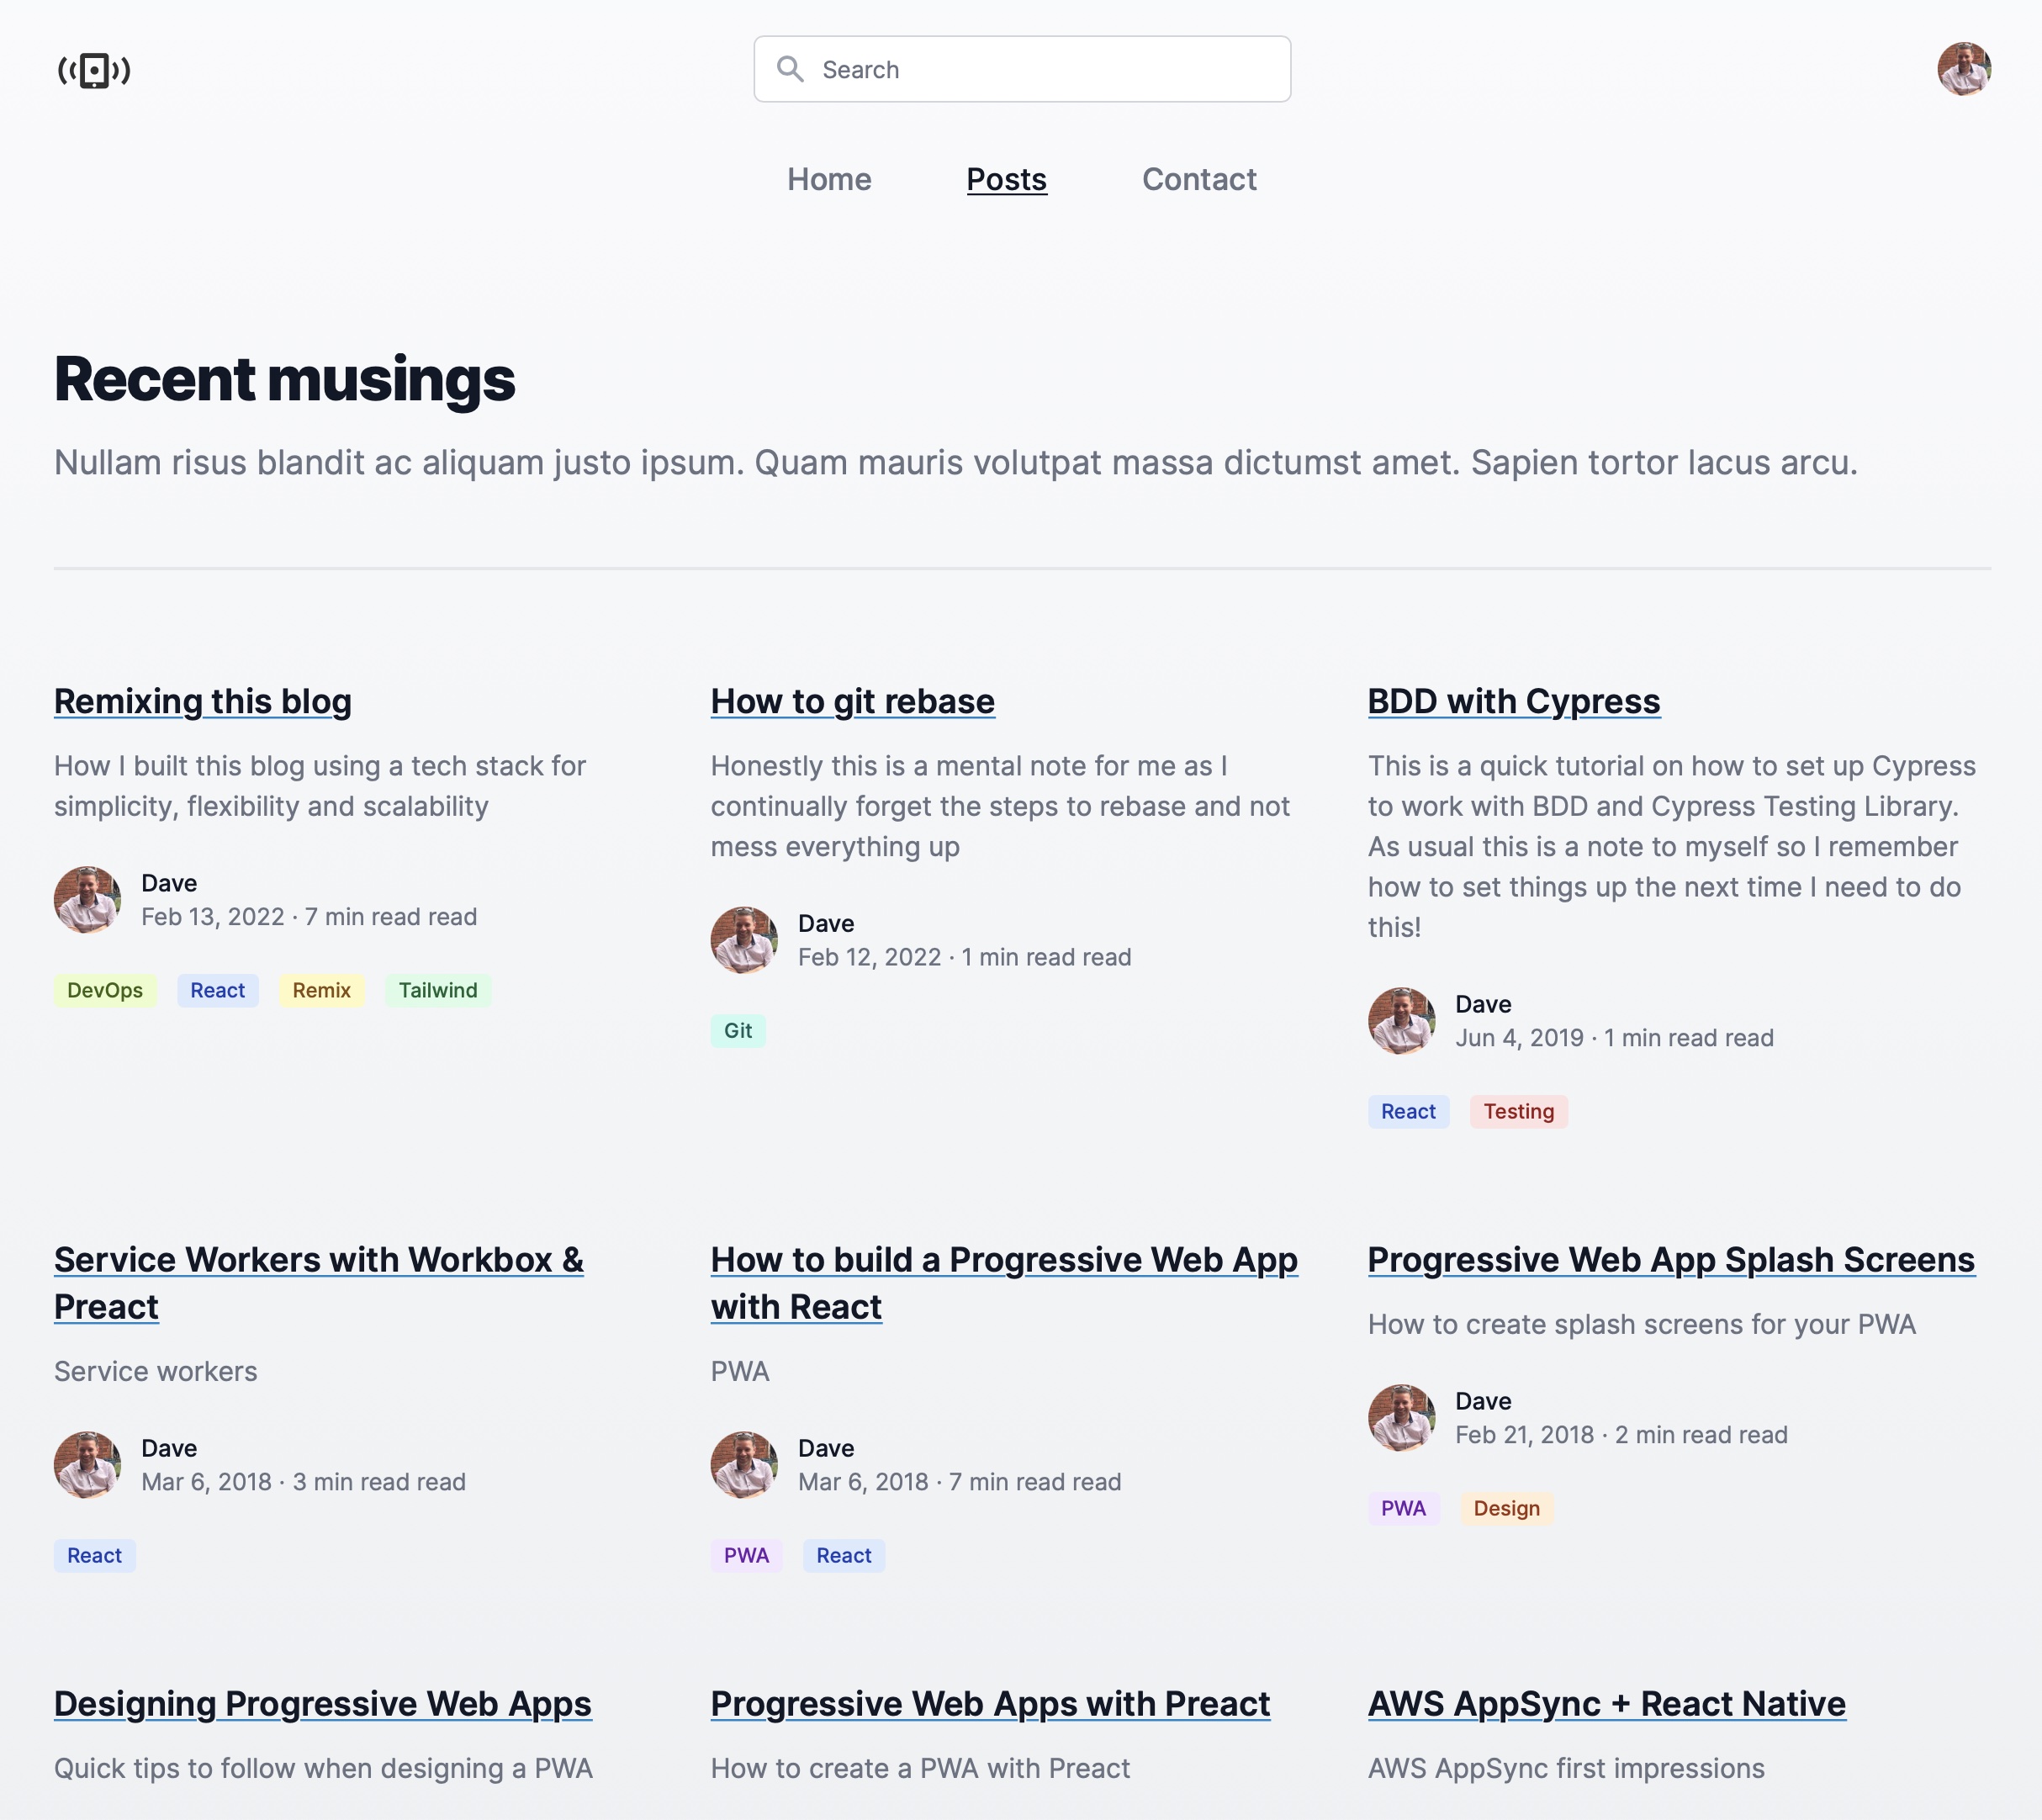 Search
Home
Posts
Contact
Recent musings
Nullam risus blandit ac aliquam justo ipsum. Quam mauris volutpat massa dictumst amet. Sapien tortor lacus arcu.
Remixing this blog
How I built this blog using a tech stack for
simplicity, flexibility and scalability
Dave
Feb 13, 2022 · 7 min read read
DevOps
React
Remix
Tailwind
How to git rebase
Honestly this is a mental note for me as I
continually forget the steps to rebase and not
mess everything up
Dave
Feb 12, 2022 · 1 min read read
Git
BDD with Cypress
This is a quick tutorial on how to set up Cypress
to work with BDD and Cypress Testing Library.
As usual this is a note to myself so I remember
how to set things up the next time I need to do
this!
Dave
Jun 4, 2019 · 1 min read read
React
Testing
Service Workers with Workbox &
Preact
Service workers
Dave
Mar 6, 2018 · 3 min read read
React
How to build a Progressive Web App
with React
PWA
Dave
Mar 6, 2018 · 7 min read read
PWA
React
Progressive Web App Splash Screens
How to create splash screens for your PWA
Dave
Feb 21, 2018 · 2 min read read
PWA
Design
Designing Progressive Web Apps
Quick tips to follow when designing a PWA
Progressive Web Apps with Preact
How to create a PWA with Preact
AWS AppSync + React Native
AWS AppSync first impressions